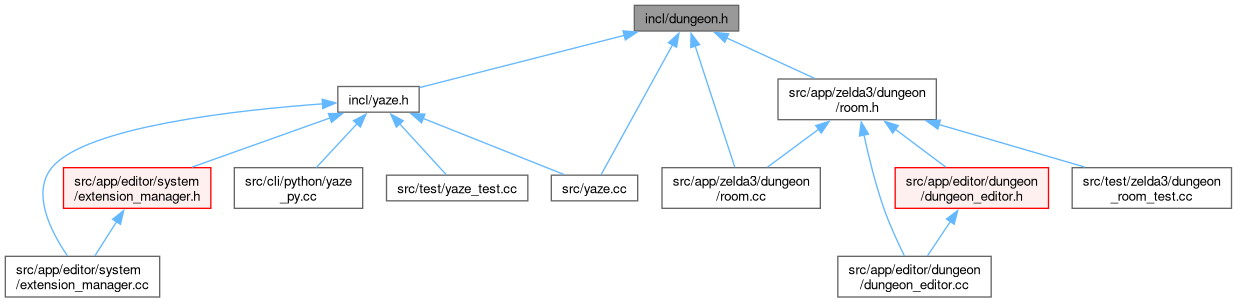 incl/dungeon.h
incl/yaze.h
src/app/zelda3/dungeon
/room.h
src/app/editor/system
/extension_manager.h
src/cli/python/yaze
_py.cc
src/test/yaze_test.cc
src/yaze.cc
src/app/zelda3/dungeon
/room.cc
src/app/editor/dungeon
/dungeon_editor.h
src/test/zelda3/dungeon
_room_test.cc
src/app/editor/system
/extension_manager.cc
src/app/editor/dungeon
/dungeon_editor.cc